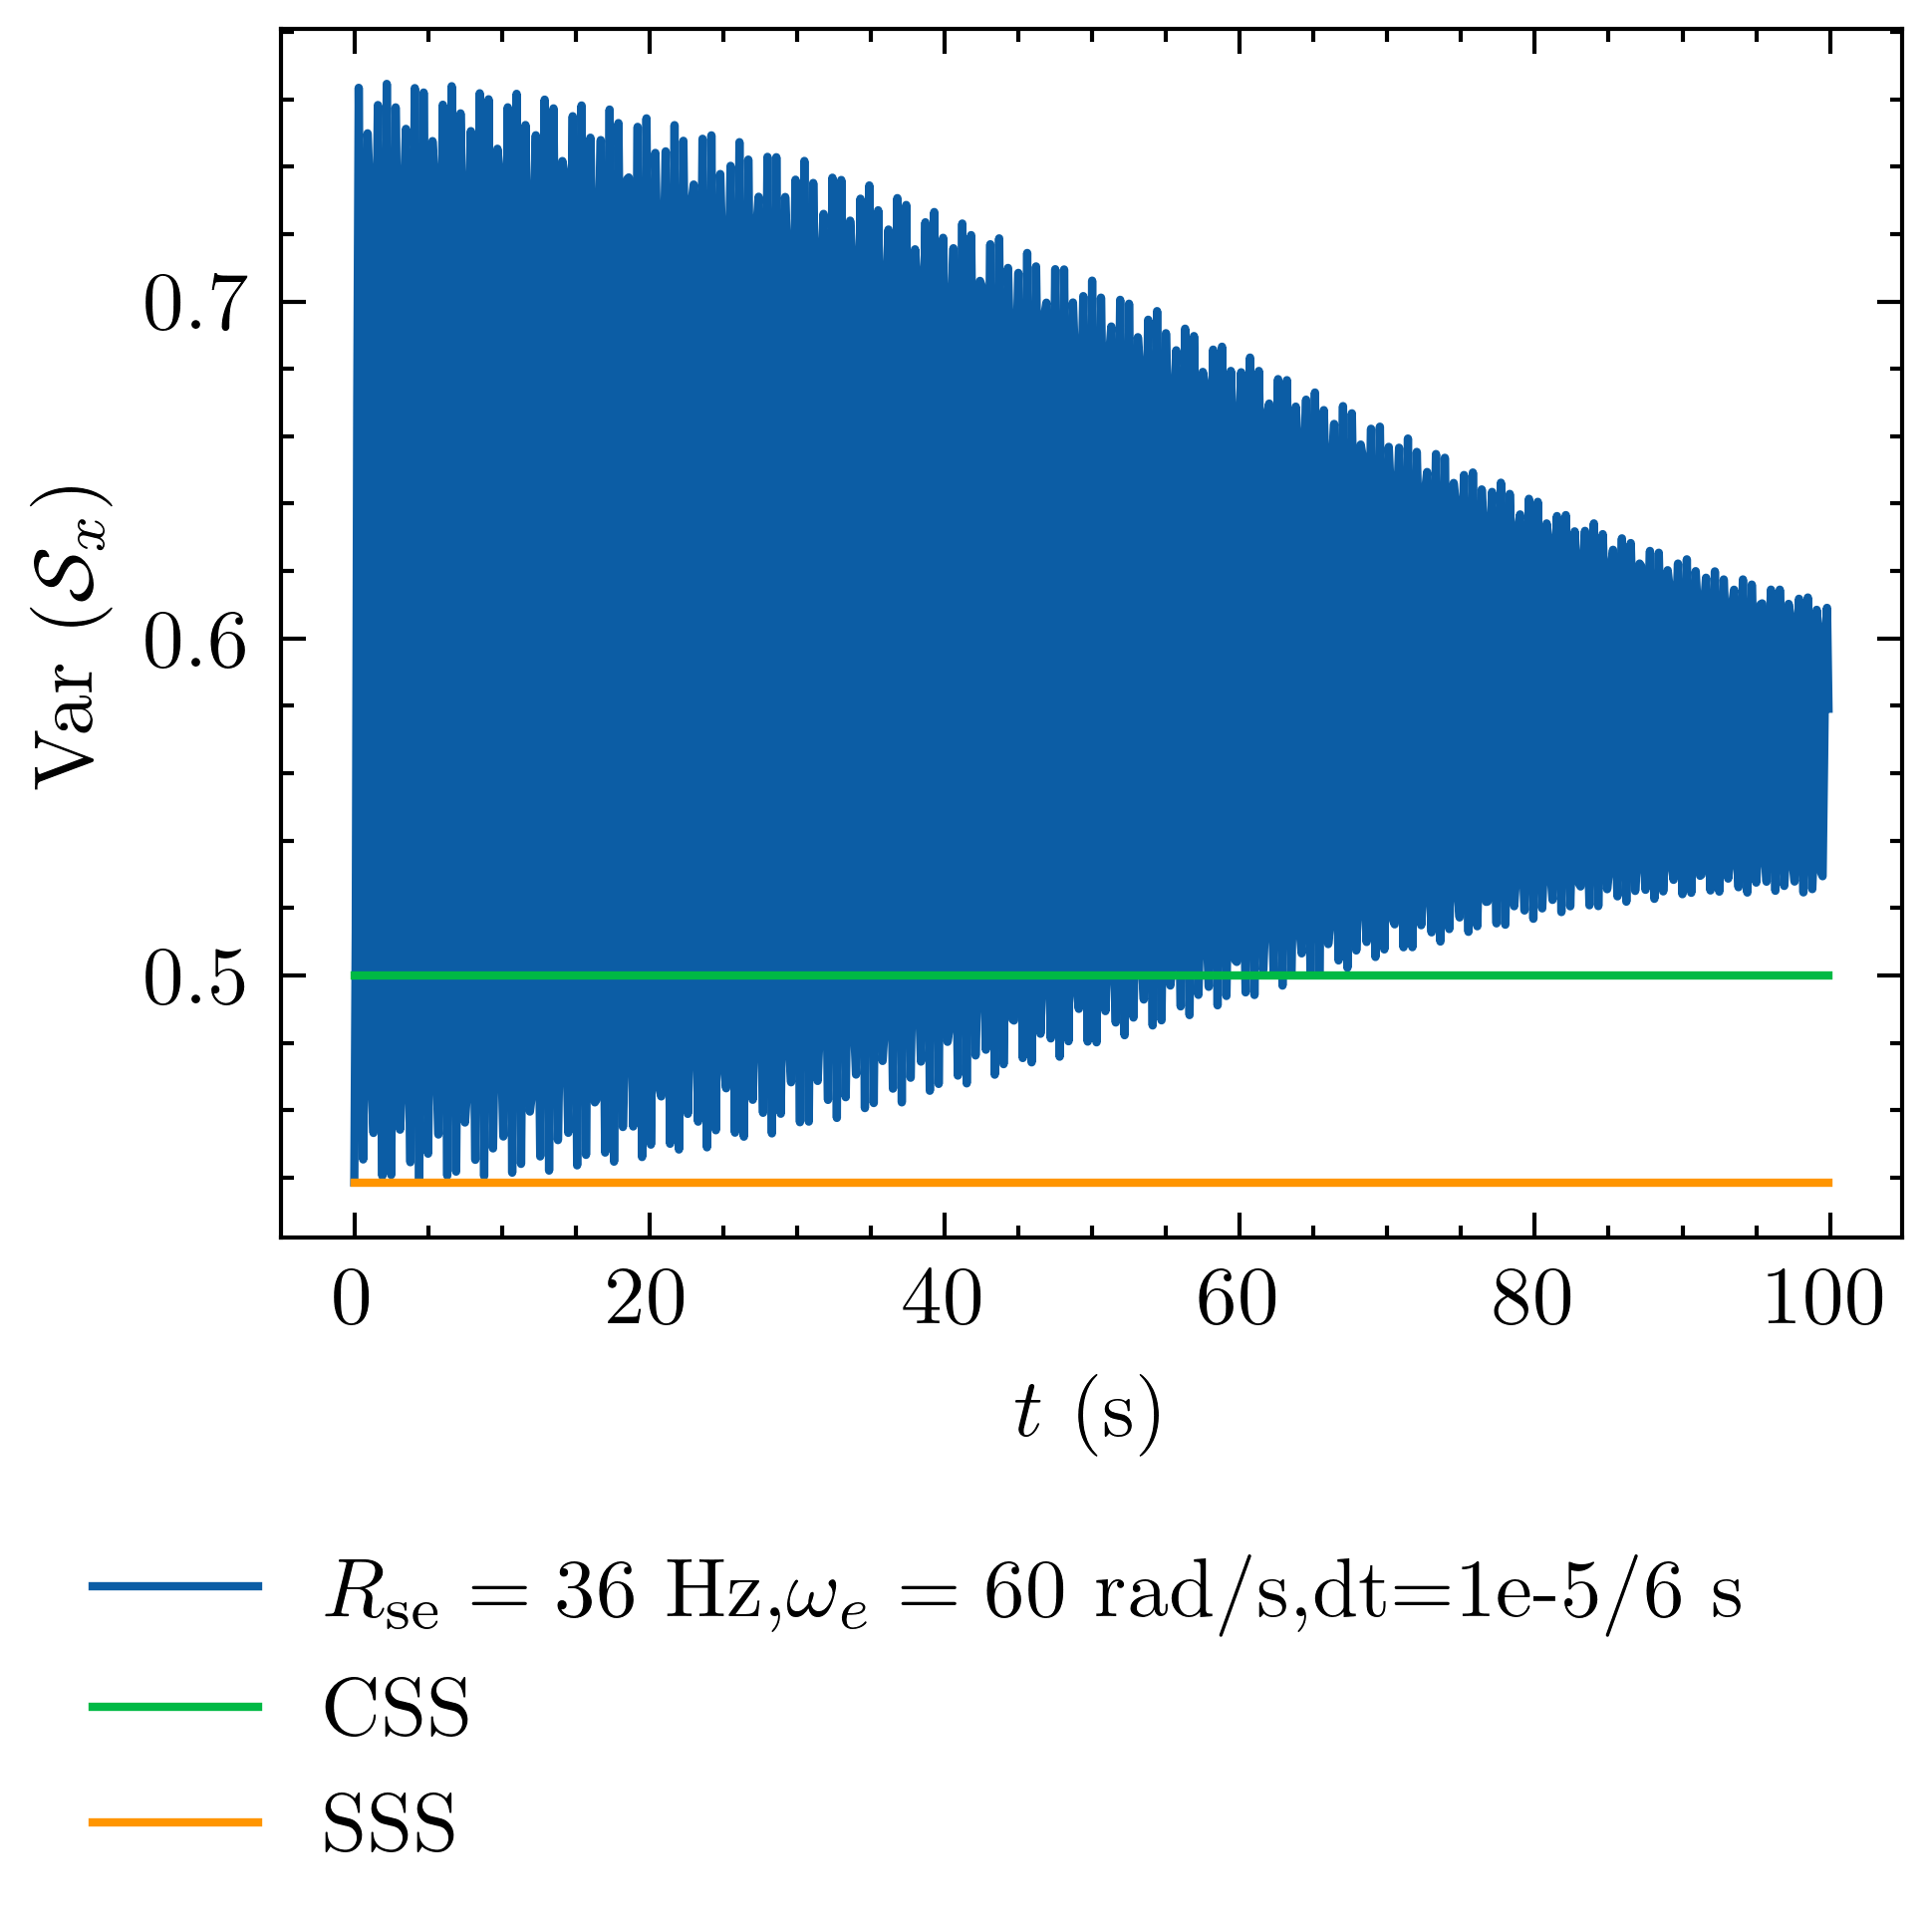 0.7
0.6
0.5
Var (𝒮ₓ)
0 20 40 60 80 100
t (s)
R_se = 36 Hz,ω_e = 60 rad/s,dt=1e-5/6 s
CSS
SSS